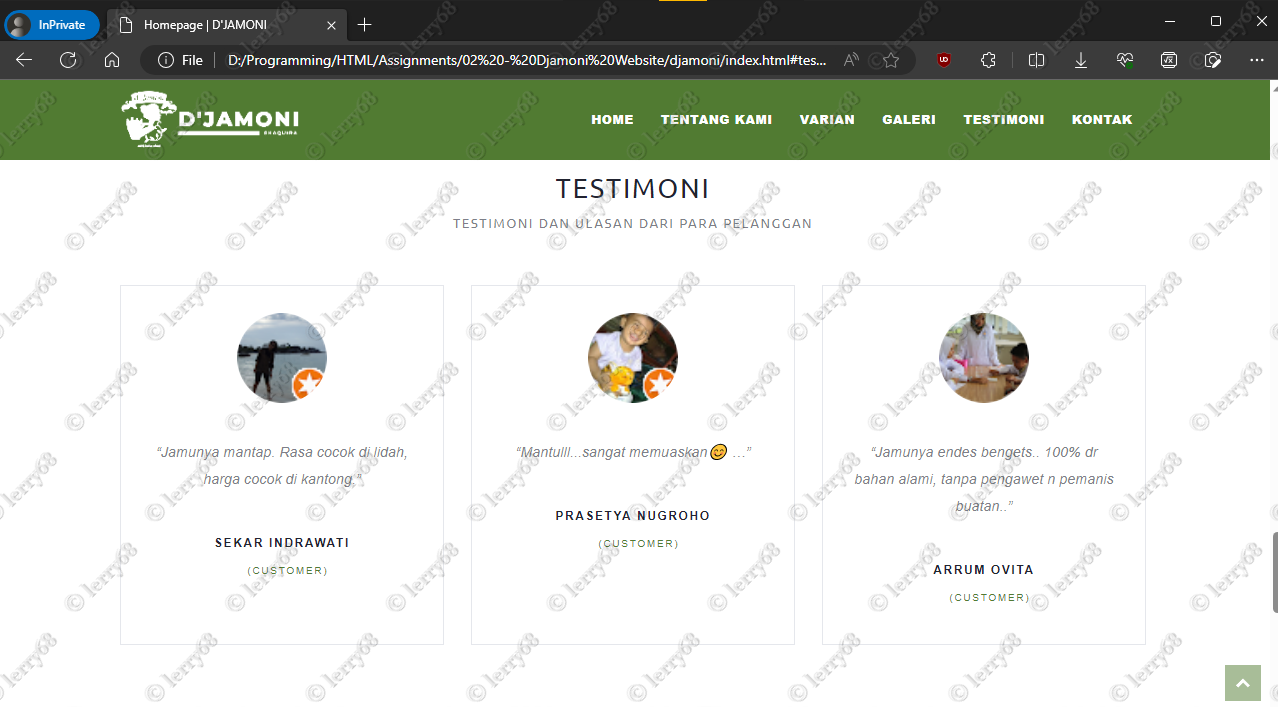 InPrivate
Homepage | D'JAMONI
File
D:/Programming/HTML/Assignments/02%20-%20Djamoni%20Website/djamoni/index.html#tes...
D'JAMONI
SHAQUIRA
HOME TENTANG KAMI VARIAN GALERI TESTIMONI KONTAK
TESTIMONI
TESTIMONI DAN ULASAN DARI PARA PELANGGAN
“Jamunya mantap. Rasa cocok di lidah,
harga cocok di kantong.”
SEKAR INDRAWATI
(CUSTOMER)
“Mantulll...sangat memuaskan😊 ...”
PRASETYA NUGROHO
(CUSTOMER)
“Jamunya endes bengets.. 100% dr
bahan alami, tanpa pengawet n pemanis
buatan..”
ARRUM OVITA
(CUSTOMER)
© lerry68